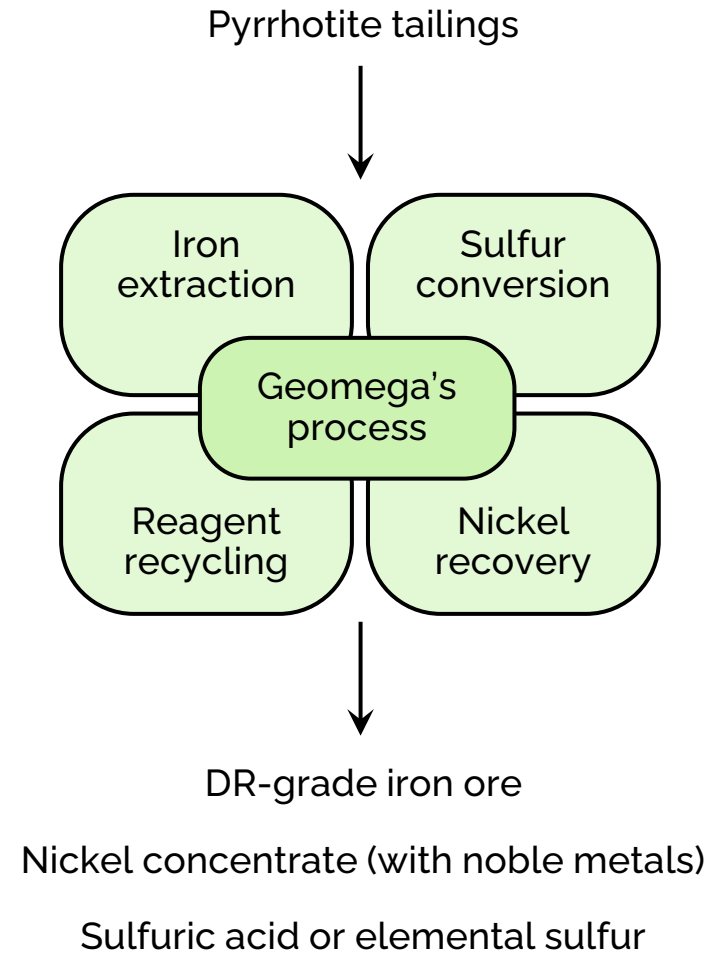 Pyrrhotite tailings
Iron
extraction
Sulfur
conversion
Geomega’s
process
Reagent
recycling
Nickel
recovery
DR-grade iron ore
Nickel concentrate (with noble metals)
Sulfuric acid or elemental sulfur